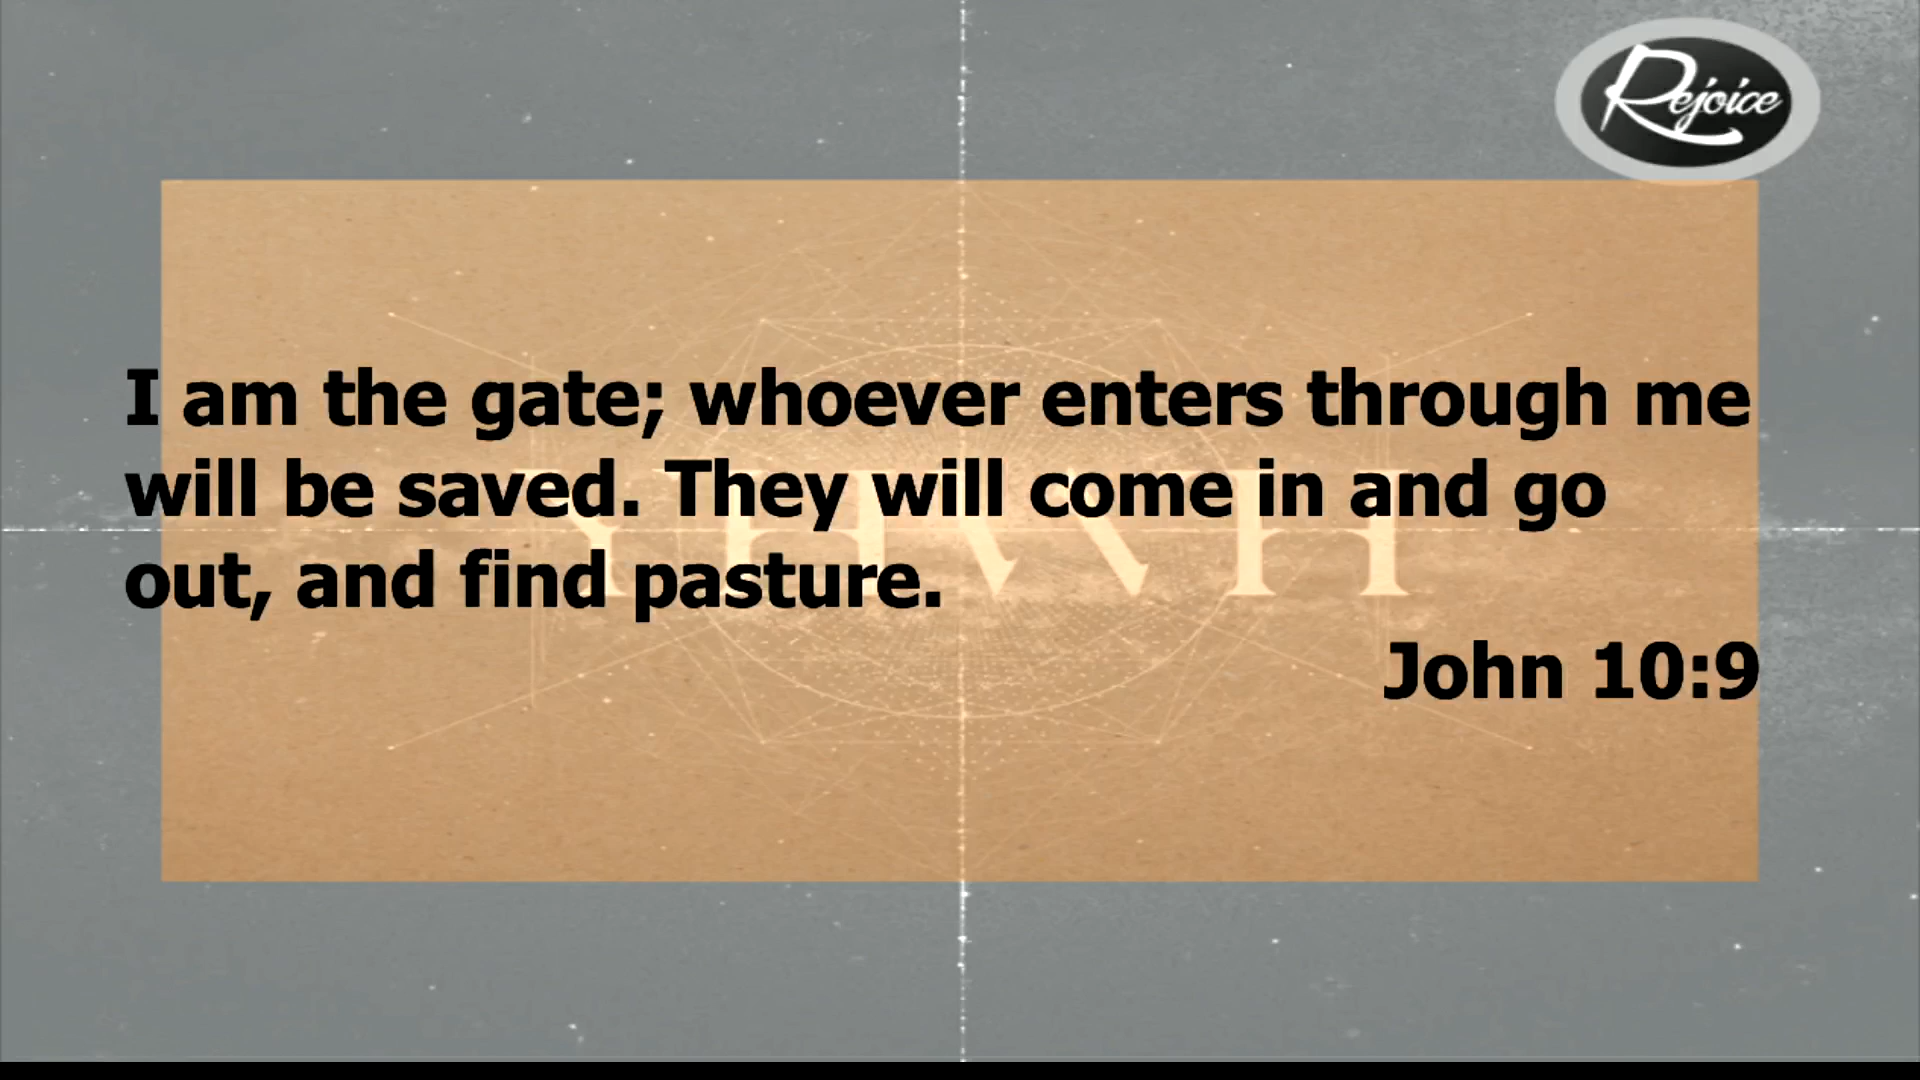 Rejoice
I am the gate; whoever enters through me
will be saved. They will come in and go
out, and find pasture.
John 10:9
YHWH